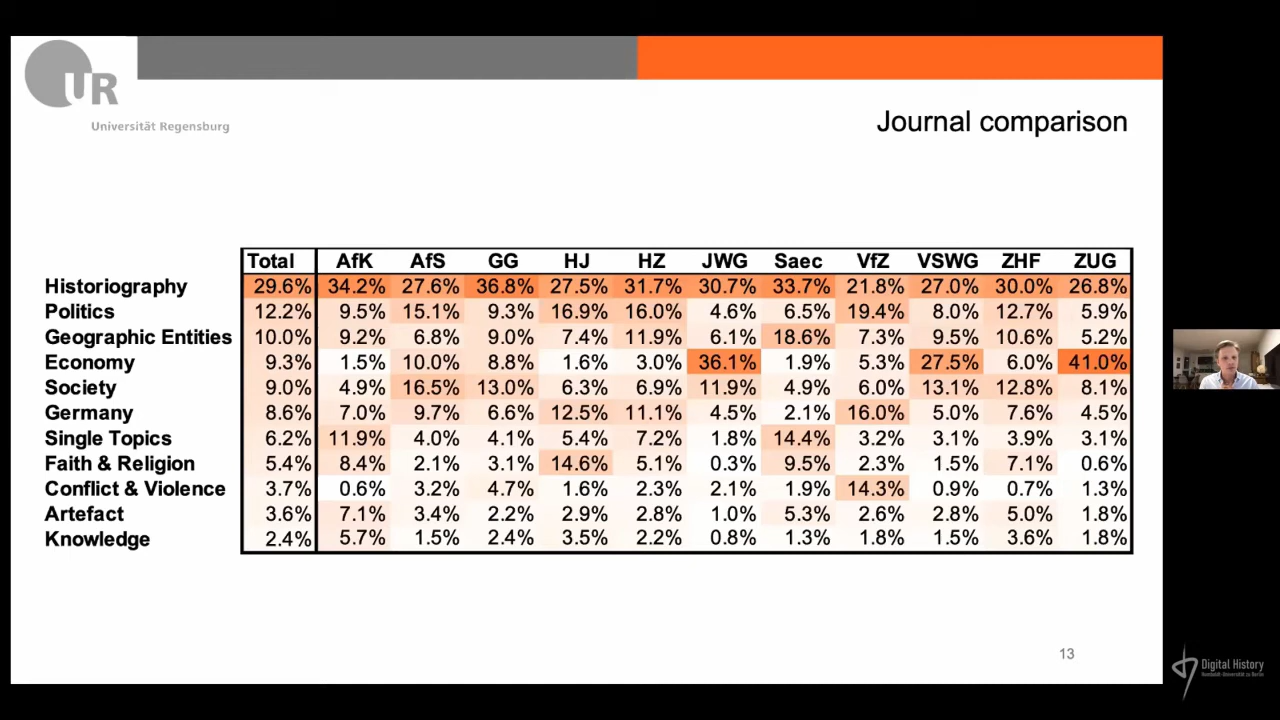 UR
Universität Regensburg
Journal comparison
Total AfK AfS GG HJ HZ JWG Saec VfZ VSWG ZHF ZUG
Historiography 29.6% 34.2% 27.6% 36.8% 27.5% 31.7% 30.7% 33.7% 21.8% 27.0% 30.0% 26.8%
Politics 12.2% 9.5% 15.1% 9.3% 16.9% 16.0% 4.6% 6.5% 19.4% 8.0% 12.7% 5.9%
Geographic Entities 10.0% 9.2% 6.8% 9.0% 7.4% 11.9% 6.1% 18.6% 7.3% 9.5% 10.6% 5.2%
Economy 9.3% 1.5% 10.0% 8.8% 1.6% 3.0% 36.1% 1.9% 5.3% 27.5% 6.0% 41.0%
Society 9.0% 4.9% 16.5% 13.0% 6.3% 6.9% 11.9% 4.9% 6.0% 13.1% 12.8% 8.1%
Germany 8.6% 7.0% 9.7% 6.6% 12.5% 11.1% 4.5% 2.1% 16.0% 5.0% 7.6% 4.5%
Single Topics 6.2% 11.9% 4.0% 4.1% 5.4% 7.2% 1.8% 14.4% 3.2% 3.1% 3.9% 3.1%
Faith & Religion 5.4% 8.4% 2.1% 3.1% 14.6% 5.1% 0.3% 9.5% 2.3% 1.5% 7.1% 0.6%
Conflict & Violence 3.7% 0.6% 3.2% 4.7% 1.6% 2.3% 2.1% 1.9% 14.3% 0.9% 0.7% 1.3%
Artefact 3.6% 7.1% 3.4% 2.2% 2.9% 2.8% 1.0% 5.3% 2.6% 2.8% 5.0% 1.8%
Knowledge 2.4% 5.7% 1.5% 2.4% 3.5% 2.2% 0.8% 1.3% 1.8% 1.5% 3.6% 1.8%
13
Digital History
Humboldt-Universität zu Berlin